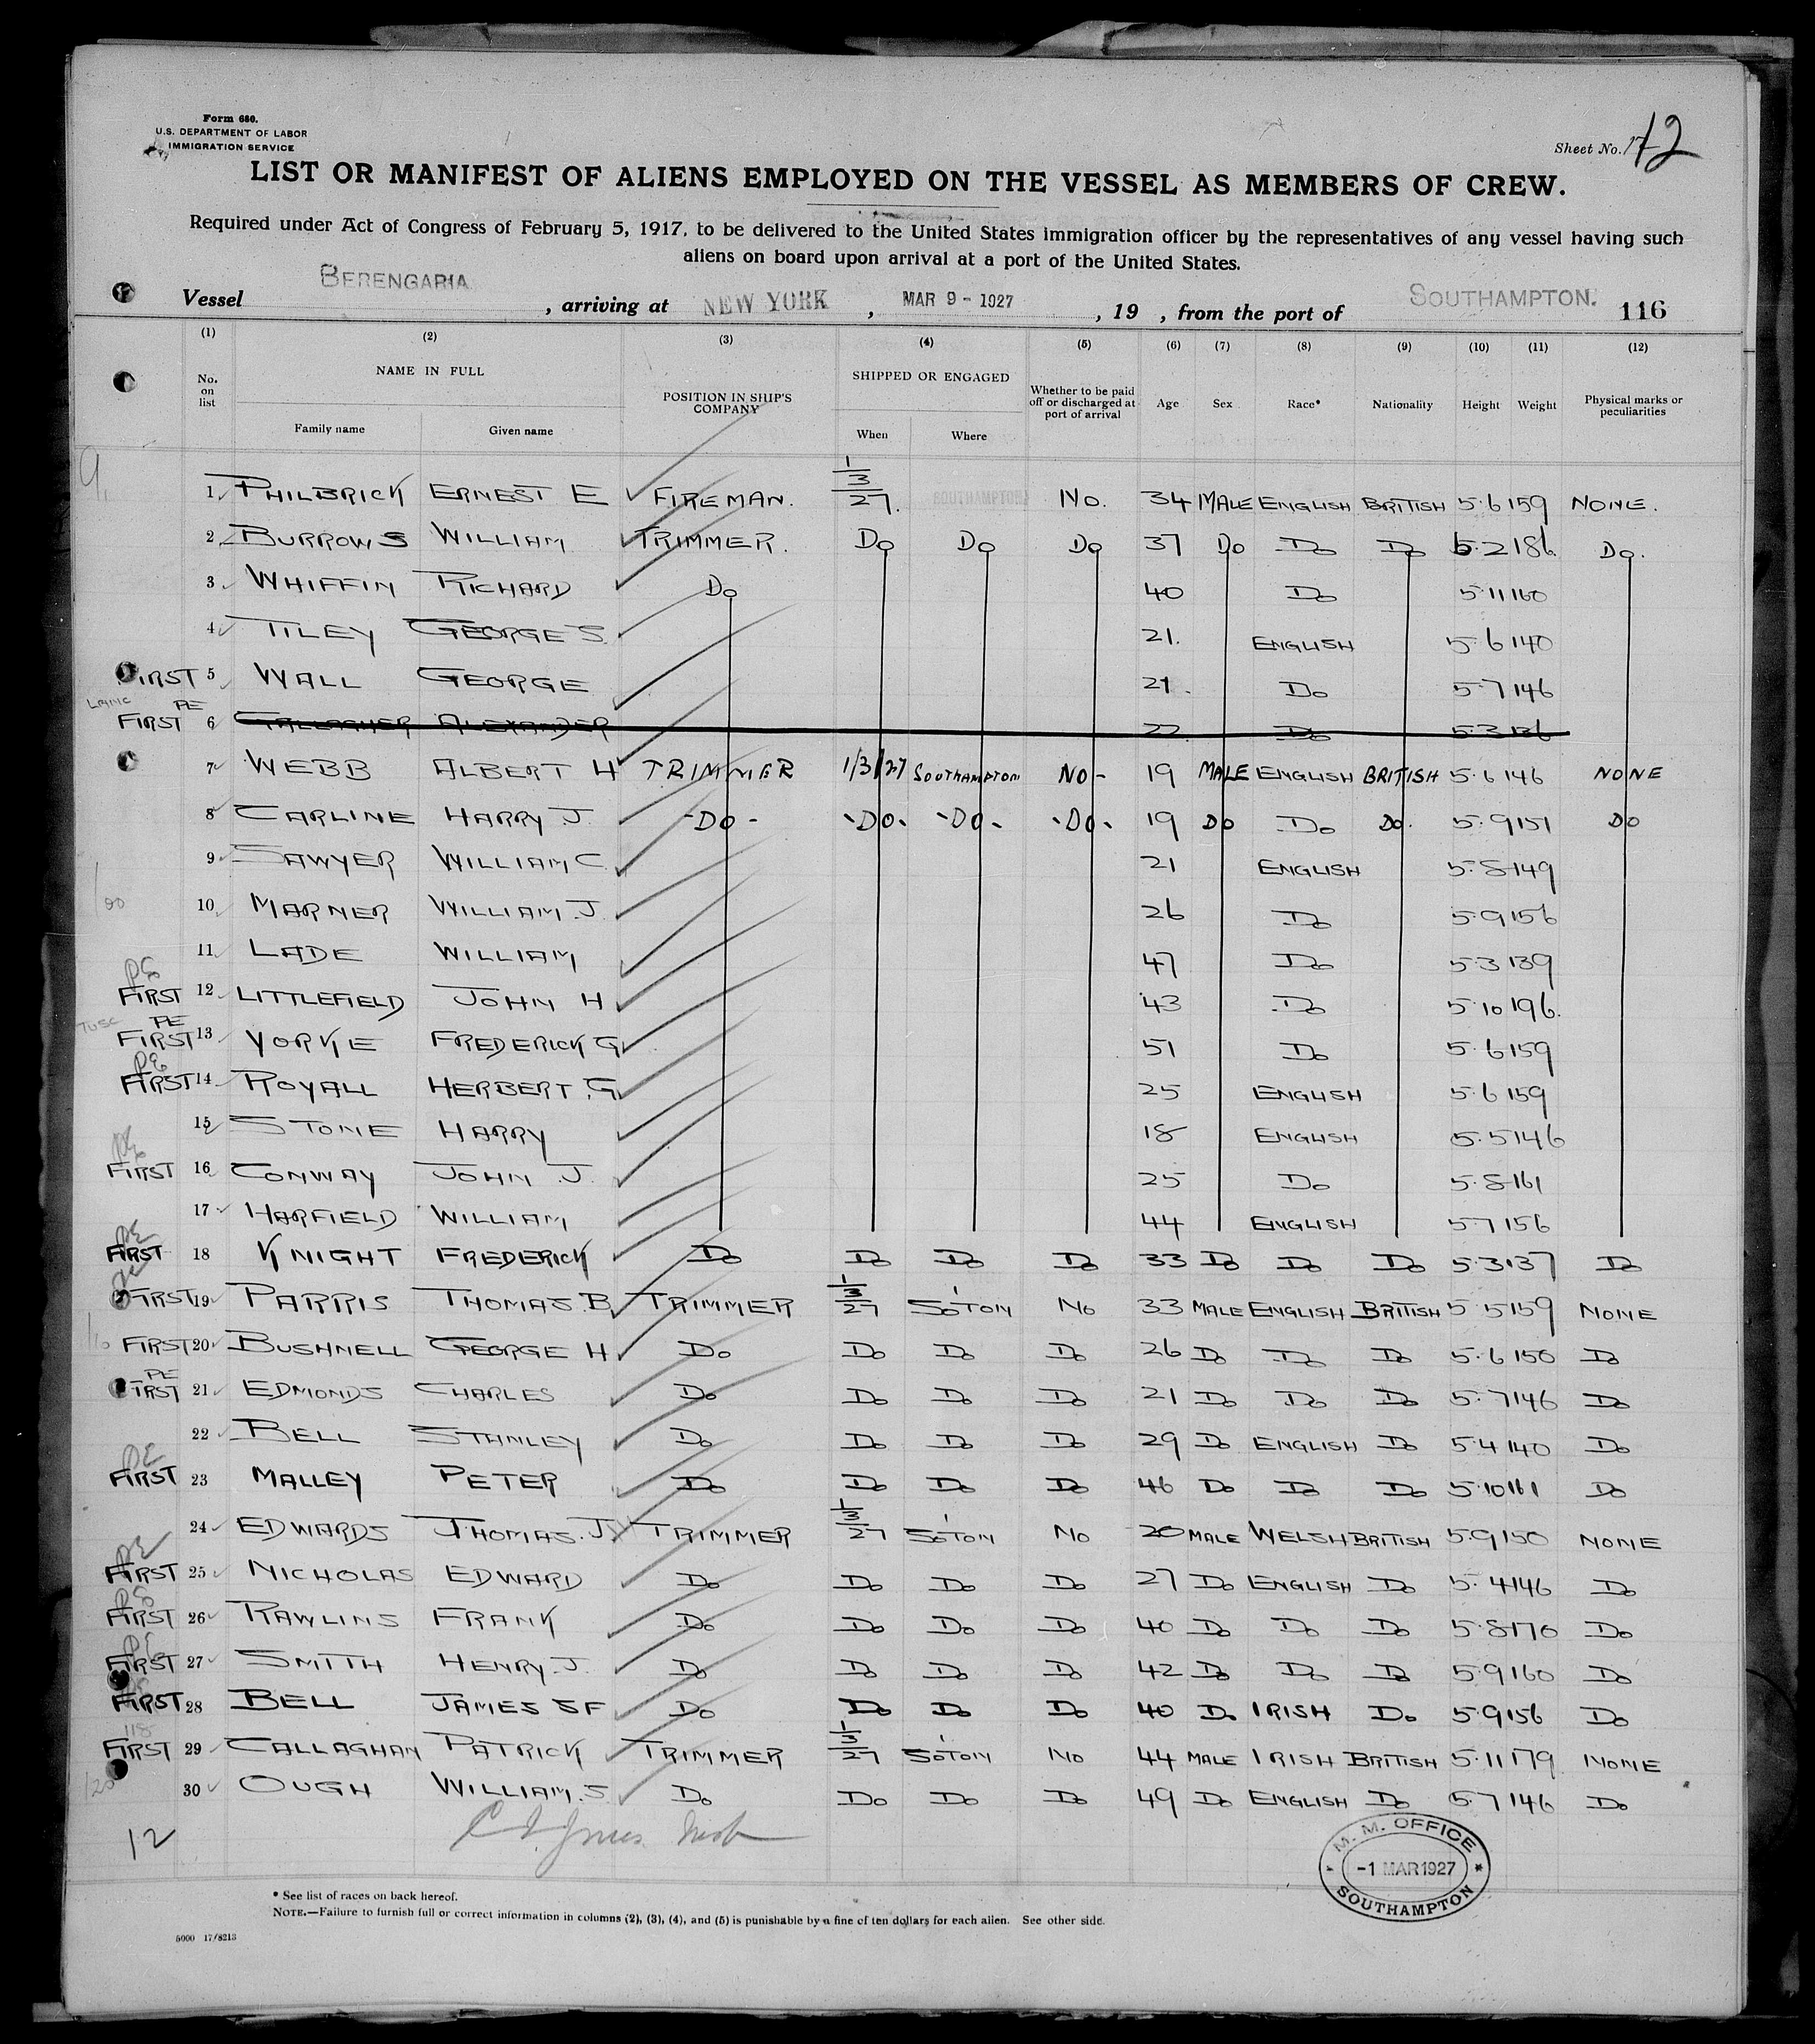 Form 680.
U.S. DEPARTMENT OF LABOR
IMMIGRATION SERVICE
Sheet No. 12
LIST OR MANIFEST OF ALIENS EMPLOYED ON THE VESSEL AS MEMBERS OF CREW.
Required under Act of Congress of February 5, 1917, to be delivered to the United States immigration officer by the representatives of any vessel having such
aliens on board upon arrival at a port of the United States.
Vessel BERENGARIA, arriving at NEW YORK, MAR 9 - 1927, 19 , from the port of SOUTHAMPTON. 116
(1) (2) (3) (4) (5) (6) (7) (8) (9) (10) (11) (12)
No. on list NAME IN FULL Family name Given name POSITION IN SHIP'S COMPANY SHIPPED OR ENGAGED When Where Whether to be paid off or discharged at port of arrival Age Sex Race* Nationality Height Weight Physical marks or peculiarities
1 PHILBRICK ERNEST E FIREMAN. 1/3/27. SOUTHAMPTON No. 34 MALE ENGLISH BRITISH 5.6 159 NONE.
2 BURROWS WILLIAM TRIMMER. Do Do Do 37 Do Do Do 5.2 186 Do.
3 WHIFFIN RICHARD Do 40 Do 5.11 160
4 TILEY GEORGE S. 21. ENGLISH 5.6 140
FIRST 5 WALL GEORGE 21. Do 5.7 146
FIRST PE 6 GALLAGHER ALEXANDER 22 Do 5.3 136
7 WEBB ALBERT H TRIMMER 1/3/27 SOUTHAMPTON NO- 19 MALE ENGLISH BRITISH 5.6 146 NONE
8 CARLINE HARRY J. -DO- -DO- -DO- -DO- 19 DO Do DO. 5.9 151 DO
9 SAWYER WILLIAM C. 21 ENGLISH 5.8 149
10 MARNER WILLIAM.J. 26 Do 5.9 156
11 LADE WILLIAM 47 Do 5.3 139
FIRST 12 LITTLEFIELD JOHN H 43 Do 5.10 196.
FIRST PE 13 YORKE FREDERICK G 51 Do 5.6 159
FIRST PE 14 ROYALL HERBERT.G. 25 ENGLISH 5.6 159
15 STONE HARRY 18 ENGLISH 5.5 146
FIRST 16 CONWAY JOHN J. 25 Do 5.8 161
17 HARFIELD WILLIAM 44 ENGLISH 5.7 156
FIRST PE 18 KNIGHT FREDERICK Do Do Do Do 33 Do Do Do 5.3 137 Do
FIRST 19 PARRIS THOMAS.B. TRIMMER 1/3/27 SO'TON No 33 MALE ENGLISH BRITISH 5.5 159 NONE
FIRST 20 BUSHNELL GEORGE H Do Do Do Do 26 Do Do Do 5.6 150 Do
FIRST PE 21 EDMONDS CHARLES Do Do Do Do 21 Do Do Do 5.7 146 Do
22 BELL STANLEY Do Do Do Do 29 Do ENGLISH Do 5.4 140 Do
FIRST PE 23 MALLEY PETER Do Do Do Do 46 Do Do Do 5.10 161 Do
24 EDWARDS THOMAS.J. TRIMMER 1/3/27 SO'TON No 20 MALE WELSH BRITISH 5.9 150 NONE
FIRST PE 25 NICHOLAS EDWARD Do Do Do Do 27 Do ENGLISH Do 5.4 146 Do
FIRST 26 RAWLINS FRANK Do Do Do Do 40 Do Do Do 5.8 170 Do
FIRST 27 SMITH HENRY.J. Do Do Do Do 42 Do Do Do 5.9 160 Do
FIRST 28 BELL JAMES SF Do Do Do Do 40 Do IRISH Do 5.9 156 Do
FIRST 29 CALLAGHAN PATRICK TRIMMER 1/3/27 SO'TON No 44 MALE IRISH BRITISH 5.11 179 NONE
30 OUGH WILLIAM.S. Do Do Do Do 49 Do ENGLISH Do 5.7 146 Do
12
M. M. OFFICE
-1 MAR 1927
SOUTHAMPTON
* See list of races on back hereof.
NOTE.—Failure to furnish full or correct information in columns (2), (3), (4), and (5) is punishable by a fine of ten dollars for each alien. See other side.
5000 17/8213